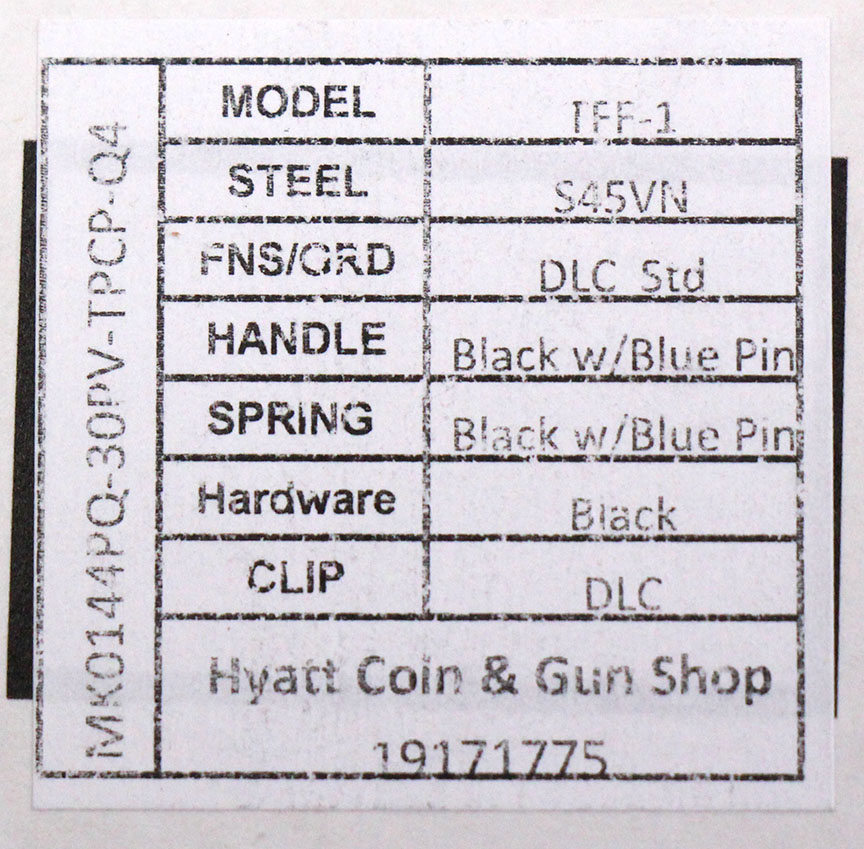 MK0144PQ-30PV-TPCP-Q4
MODEL TFF-1
STEEL S45VN
FNS/GRD DLC Std
HANDLE Black w/Blue Pin
SPRING Black w/Blue Pin
Hardware Black
CLIP DLC
Hyatt Coin & Gun Shop
19171775